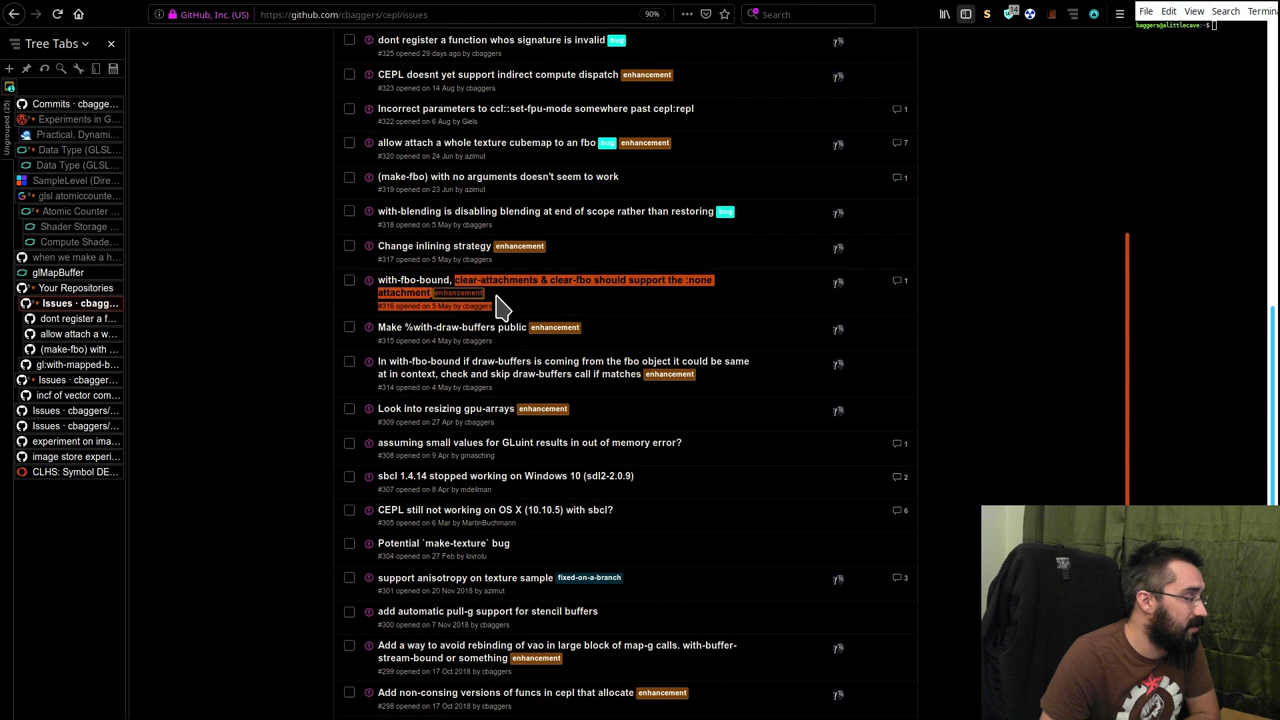 GitHub, Inc. (US)
https://github.com/cbaggers/cepl/issues
90%
Search
File Edit View Search Termin
baggers@alittlecave:~$
Tree Tabs
Ungrouped (25)
Commits · cbagge...
Experiments in G...
Practical, Dynami...
Data Type (GLSL...
Data Type (GLSL...
SampleLevel (Dire...
glsl atomiccounte...
Atomic Counter ...
Shader Storage ...
Compute Shade...
when we make a h...
glMapBuffer
Your Repositories
Issues · cbagg...
dont register a f...
allow attach a w...
(make-fbo) with ...
gl:with-mapped-b...
Issues · cbagger...
incf of vector com...
Issues · cbaggers/...
Issues · cbaggers/...
experiment on ima...
image store experi...
CLHS: Symbol DE...
dont register a func whos signature is invalid bug
#325 opened 29 days ago by cbaggers
CEPL doesnt yet support indirect compute dispatch enhancement
#323 opened on 14 Aug by cbaggers
Incorrect parameters to ccl::set-fpu-mode somewhere past cepl:repl 1
#322 opened on 6 Aug by Giels
allow attach a whole texture cubemap to an fbo bug enhancement 7
#320 opened on 24 Jun by azimut
(make-fbo) with no arguments doesn't seem to work 1
#319 opened on 23 Jun by azimut
with-blending is disabling blending at end of scope rather than restoring bug
#318 opened on 5 May by cbaggers
Change inlining strategy enhancement
#317 opened on 5 May by cbaggers
with-fbo-bound, clear-attachments & clear-fbo should support the :none 1
attachment enhancement
#316 opened on 5 May by cbaggers
Make %with-draw-buffers public enhancement
#315 opened on 4 May by cbaggers
In with-fbo-bound if draw-buffers is coming from the fbo object it could be same
at in context, check and skip draw-buffers call if matches enhancement
#314 opened on 4 May by cbaggers
Look into resizing gpu-arrays enhancement
#309 opened on 27 Apr by cbaggers
assuming small values for GLuint results in out of memory error? 1
#308 opened on 9 Apr by gmasching
sbcl 1.4.14 stopped working on Windows 10 (sdl2-2.0.9) 2
#307 opened on 8 Apr by mdeilman
CEPL still not working on OS X (10.10.5) with sbcl? 6
#305 opened on 6 Mar by MartinBuchmann
Potential `make-texture` bug
#304 opened on 27 Feb by lovrolu
support anisotropy on texture sample fixed-on-a-branch 3
#301 opened on 20 Nov 2018 by azimut
add automatic pull-g support for stencil buffers
#300 opened on 7 Nov 2018 by cbaggers
Add a way to avoid rebinding of vao in large block of map-g calls. with-buffer-
stream-bound or something enhancement
#299 opened on 17 Oct 2018 by cbaggers
Add non-consing versions of funcs in cepl that allocate enhancement
#298 opened on 17 Oct 2018 by cbaggers